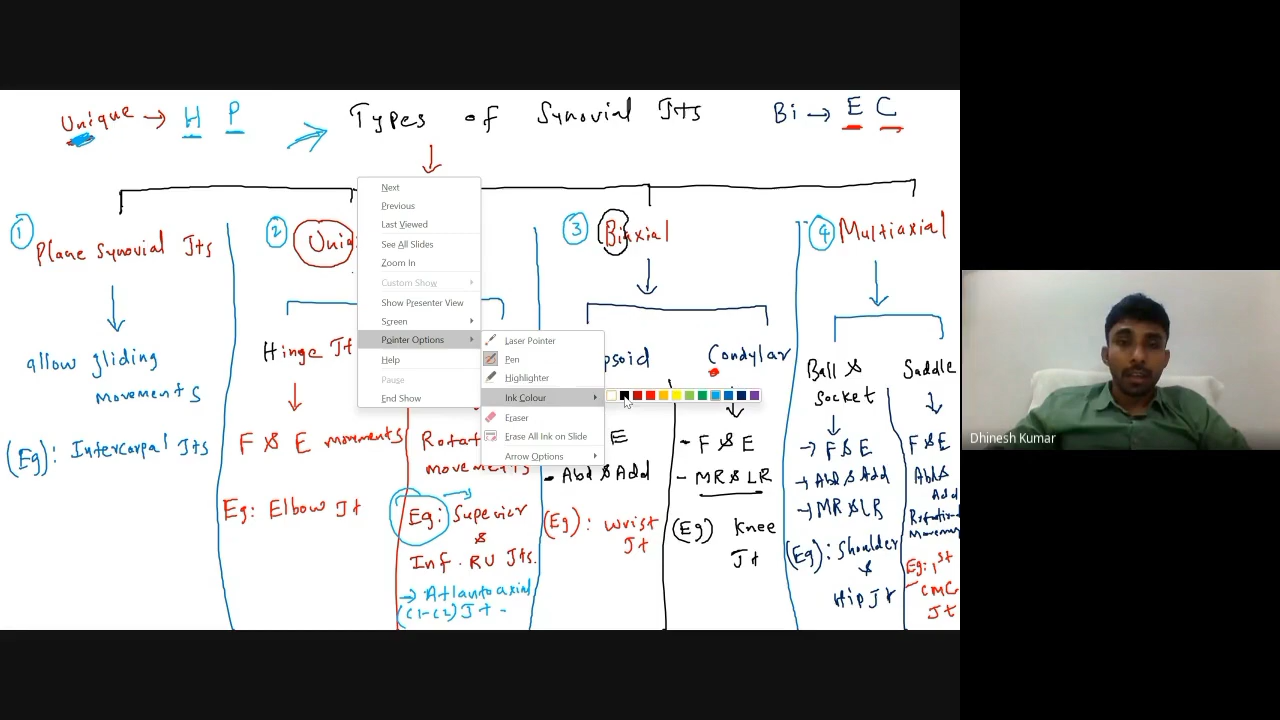 Unique → H P
Types of Synovial Jts
Bi → E C
1
Plane Synovial Jts
allow gliding
movements
(Eg): Intercarpal Jts
2
Uni
Hinge Jt
F & E movements
Eg: Elbow Jt
Rotat
movements
Eg: Superior
&
Inf. RU Jts.
→ Atlantoaxial
(C1-C2) Jt -
3
Biaxial
psoid
E
- Abd & Add
(Eg): Wrist
Jt
Condylar
- F & E
- MR & LR
(Eg) Knee
Jt
4 Multiaxial
Ball &
Socket
→ F & E
→ Abd & Add
→ MR & LR
(Eg): Shoulder
&
Hip Jt
Saddle
F & E
Abd &
Add
Rotational
Movemen
Eg: 1st
CMC
Jt
Next
Previous
Last Viewed
See All Slides
Zoom In
Custom Show
Show Presenter View
Screen
Pointer Options
Help
Pause
End Show
Laser Pointer
Pen
Highlighter
Ink Colour
Eraser
Erase All Ink on Slide
Arrow Options
Dhinesh Kumar